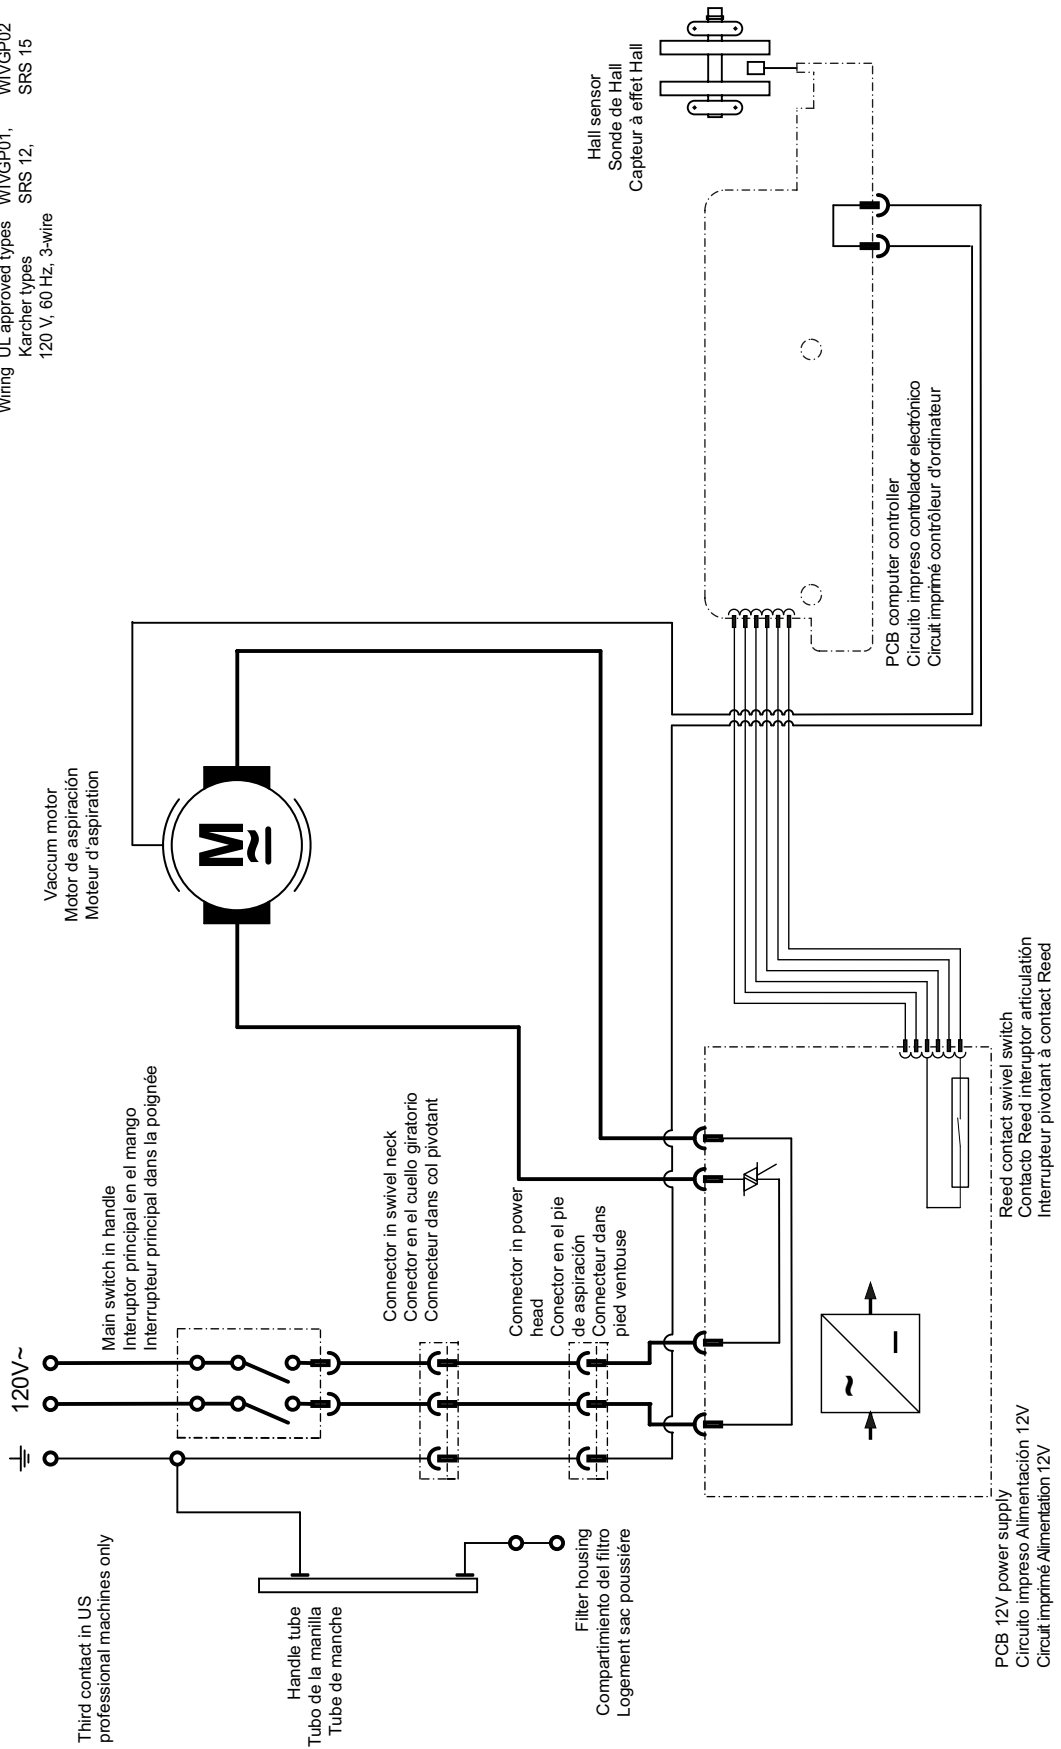 Wiring UL approved types WIVGP01, WIVGP02
Karcher types SRS 12, SRS 15
120 V, 60 Hz, 3-wire
Hall sensor
Sonde de Hall
Capteur à effet Hall
Vaccum motor
Motor de aspiración
Moteur d'aspiration
M
≂
120V~
Main switch in handle
Interuptor principal en el mango
Interrupteur principal dans la poignée
Third contact in US
professional machines only
Handle tube
Tubo de la manilla
Tube de manche
Filter housing
Compartimiento del filtro
Logement sac poussiére
Connector in swivel neck
Conector en el cuello giratorio
Connecteur dans col pivotant
Connector in power
head
Conector en el pie
de aspiración
Connecteur dans
pied ventouse
PCB computer controller
Circuito impreso controlador electrónico
Circuit imprimé contrôleur d'ordinateur
Reed contact swivel switch
Contacto Reed interuptor articulatión
Interrupteur pivotant à contact Reed
~
–
PCB 12V power supply
Circuito impreso Alimentación 12V
Circuit imprimé Alimentation 12V